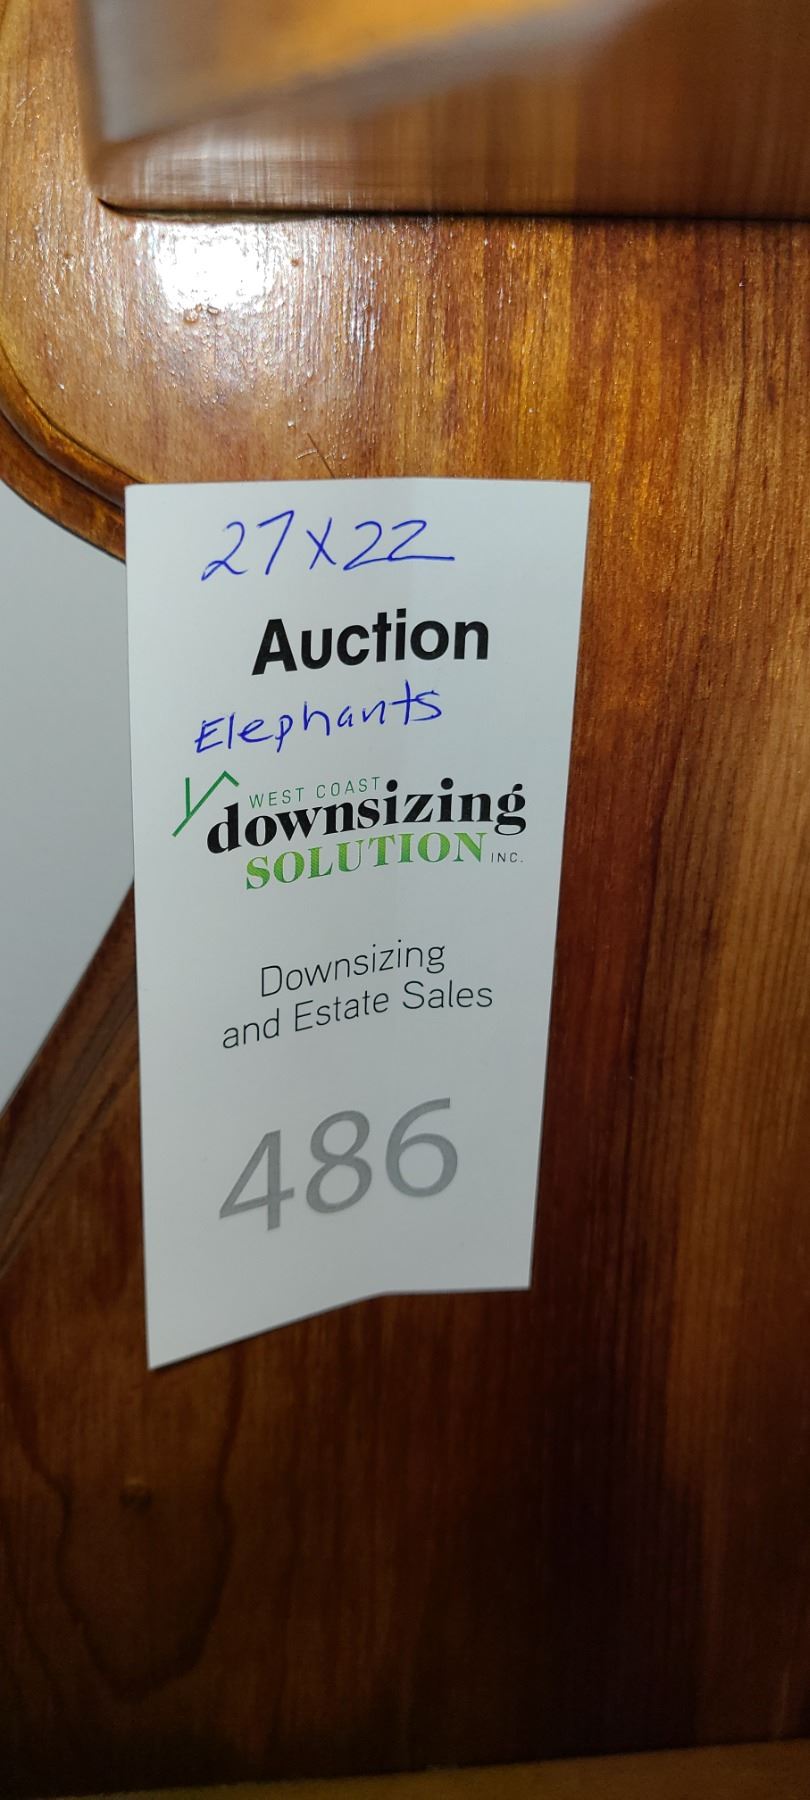 27x22
Auction
Elephants
WEST COAST
downsizing
SOLUTION INC.
Downsizing
and Estate Sales
486